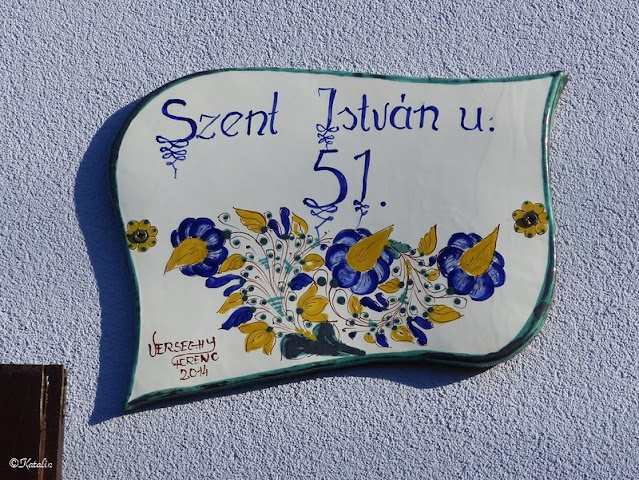 Szent István u.
51.
VERSEGHY
FERENC
2014
©Katalin